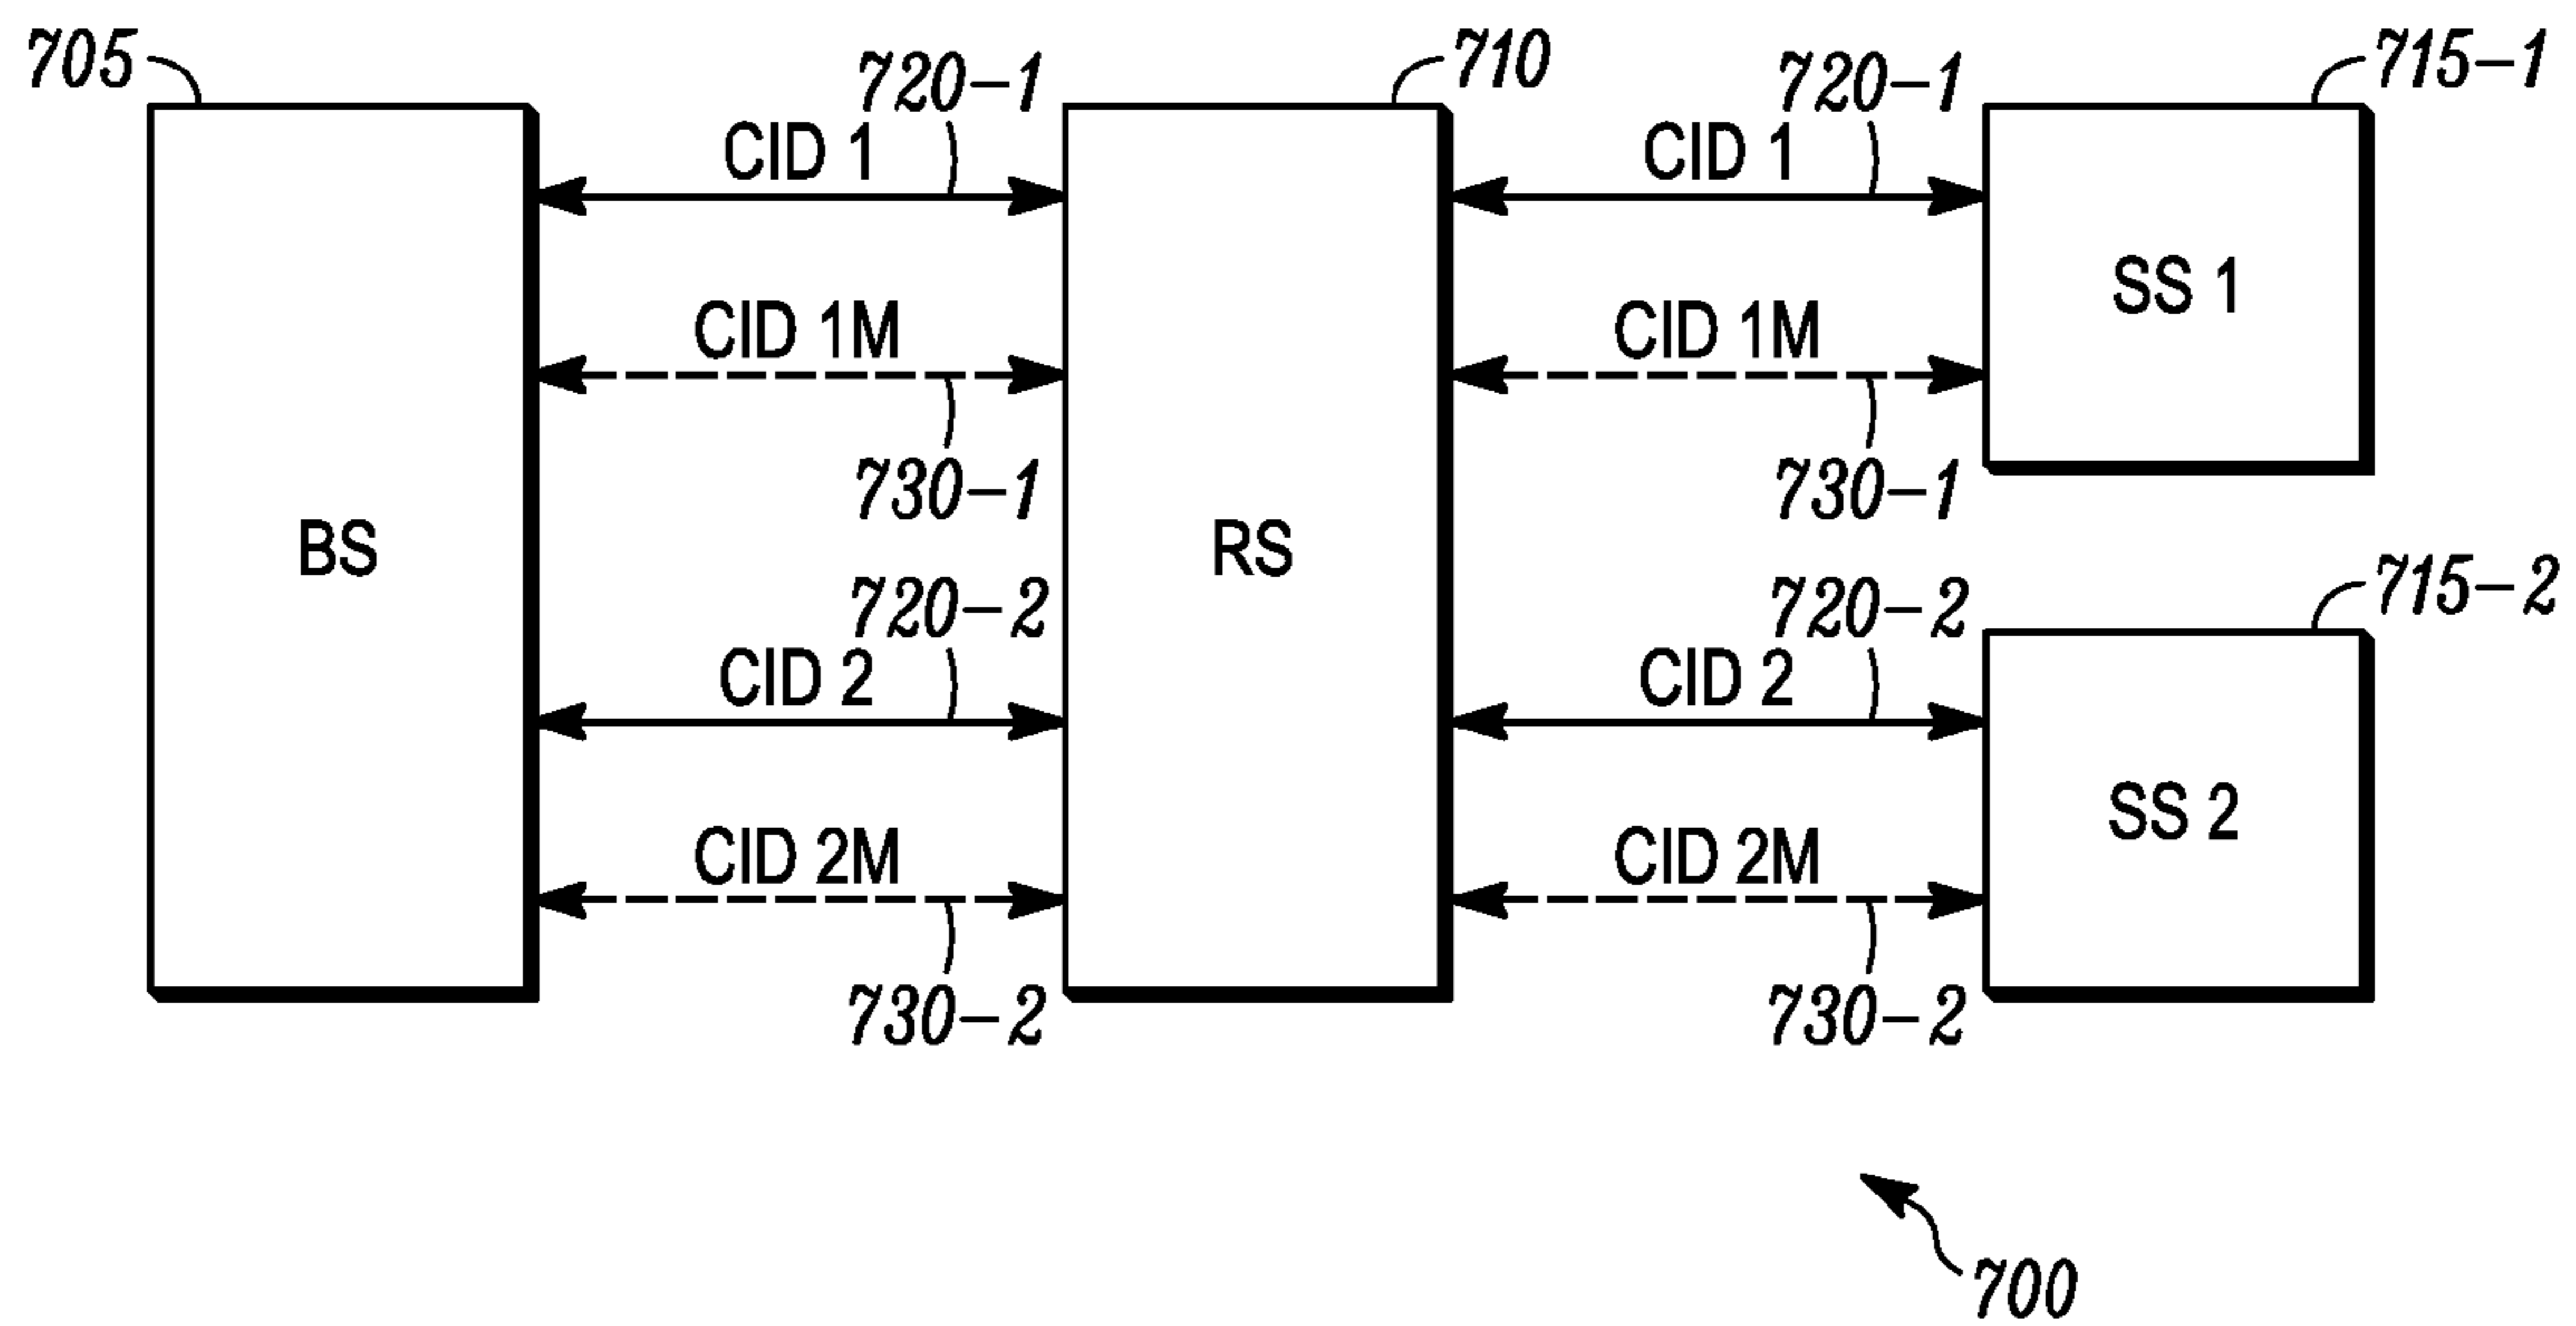 705
720-1
710
720-1
715-1
CID 1
CID 1
SS 1
CID 1M
CID 1M
730-1
730-1
BS
RS
720-2
720-2
715-2
CID 2
CID 2
SS 2
CID 2M
CID 2M
730-2
730-2
700